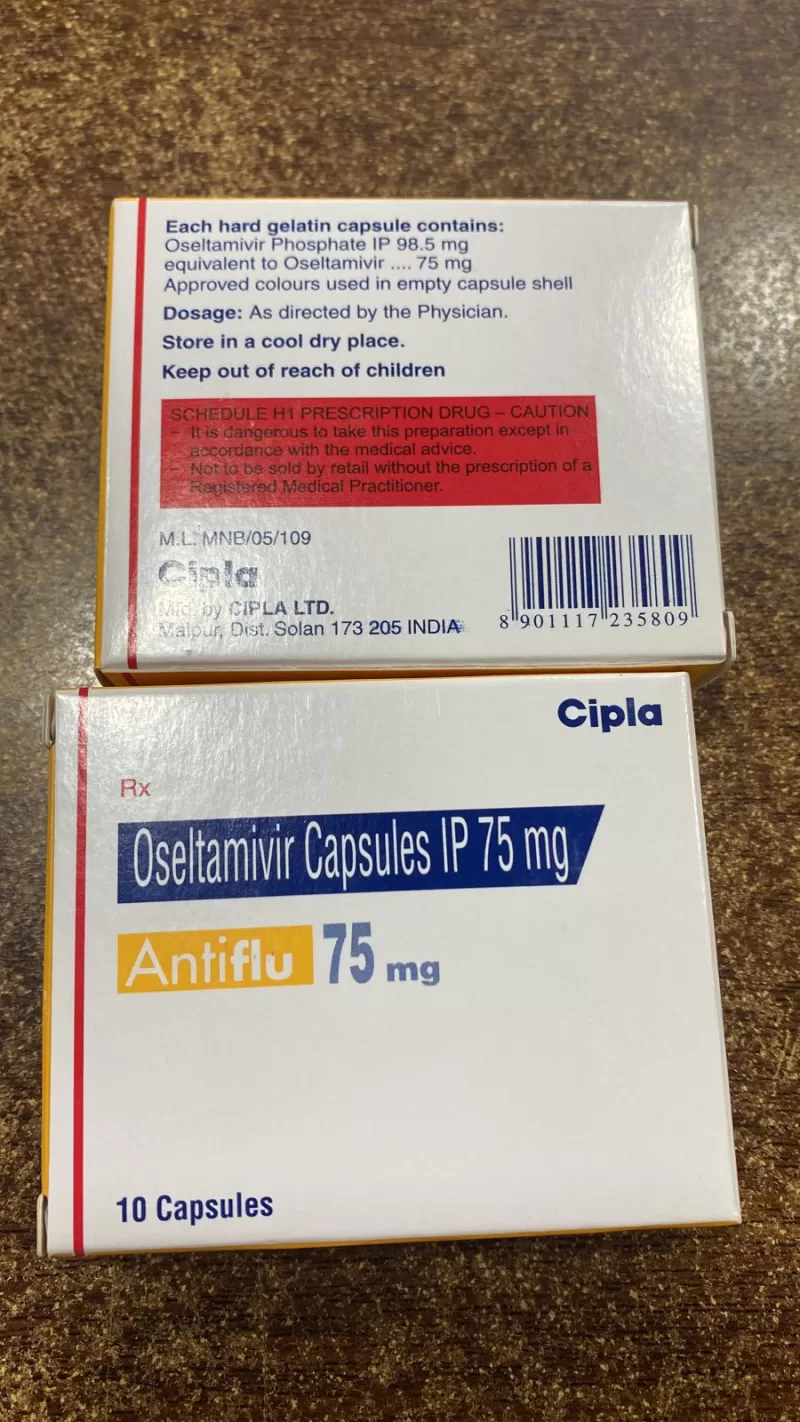 Each hard gelatin capsule contains:
Oseltamivir Phosphate IP 98.5 mg
equivalent to Oseltamivir .... 75 mg
Approved colours used in empty capsule shell
Dosage: As directed by the Physician.
Store in a cool dry place.
Keep out of reach of children
SCHEDULE H1 PRESCRIPTION DRUG – CAUTION
- It is dangerous to take this preparation except in
accordance with the medical advice.
- Not to be sold by retail without the prescription of a
Registered Medical Practitioner.
M.L. MNB/05/109
Cipla
Mfd. by CIPLA LTD.
Malpur, Dist. Solan 173 205 INDIA
8 901117 235809
Cipla
Rx
Oseltamivir Capsules IP 75 mg
Antiflu 75 mg
10 Capsules